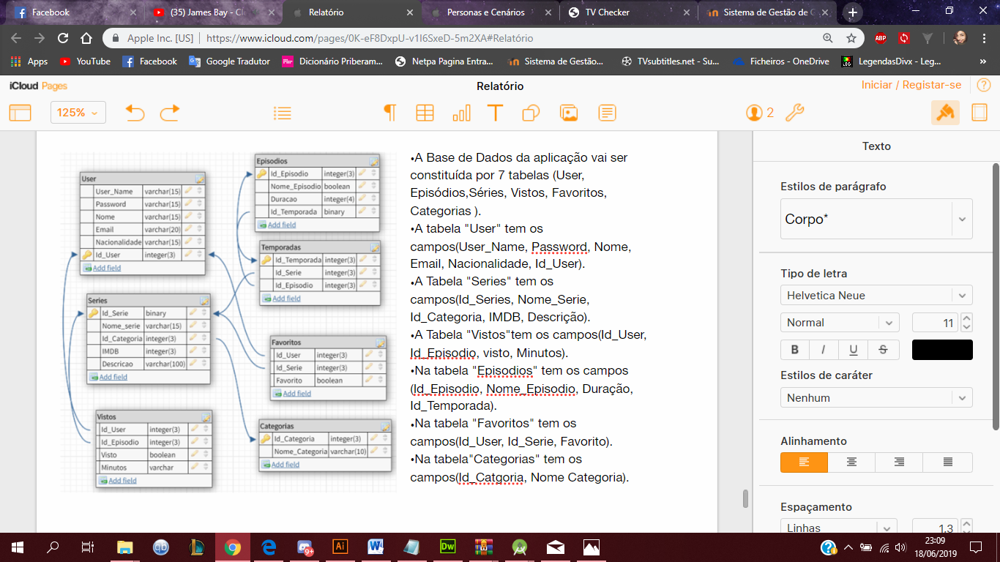 Facebook
(35) James Bay - Cl
Relatório
Personas e Cenários
TV Checker
Sistema de Gestão de C
Apple Inc. [US] | https://www.icloud.com/pages/0K-eF8DxpU-v1I6SxeD-5m2XA#Relatório
ABP
Apps YouTube Facebook Google Tradutor Dicionário Priberam... Netpa Pagina Entra... Sistema de Gestão... TVsubtitles.net - Su... Ficheiros - OneDrive LegendasDivx - Leg... »
iCloud Pages
Relatório
Iniciar / Registar-se
?
125%
2
User
User_Name varchar(15)
Password varchar(15)
Nome varchar(15)
Email varchar(20)
Nacionalidade varchar(15)
Id_User integer(3)
Add field
Series
Id_Serie binary
Nome_serie varchar(15)
Id_Categoria integer(3)
IMDB integer(3)
Descricao varchar(100)
Add field
Vistos
Id_User integer(3)
Id_Episodio integer(3)
Visto boolean
Minutos varchar
Add field
Episodios
Id_Episodio integer(3)
Nome_Episodio boolean
Duracao integer(4)
Id_Temporada binary
Add field
Temporadas
Id_Temporada integer(3)
Id_Serie integer(3)
Id_Episodio integer(3)
Add field
Favoritos
Id_User integer(3)
Id_Serie integer(3)
Favorito boolean
Add field
Categorias
Id_Categoria integer(3)
Nome_Categoria varchar(10)
Add field
•A Base de Dados da aplicação vai ser
constituída por 7 tabelas (User,
Episódios,Séries, Vistos, Favoritos,
Categorias ).
•A tabela "User" tem os
campos(User_Name, Password, Nome,
Email, Nacionalidade, Id_User).
•A Tabela "Series" tem os
campos(Id_Series, Nome_Serie,
Id_Categoria, IMDB, Descrição).
•A Tabela "Vistos"tem os campos(Id_User,
Id_Episodio, visto, Minutos).
•Na tabela "Episodios" tem os campos
(Id_Episodio, Nome_Episodio, Duração,
Id_Temporada).
•Na tabela "Favoritos" tem os
campos(Id_User, Id_Serie, Favorito).
•Na tabela"Categorias" tem os
campos(Id_Catgoria, Nome Categoria).
Texto
Estilos de parágrafo
Corpo*
Tipo de letra
Helvetica Neue
Normal 11
B I U S
Estilos de caráter
Nenhum
Alinhamento
Espaçamento
Linhas 1,3
9+ Ai W Dw
23:09
18/06/2019